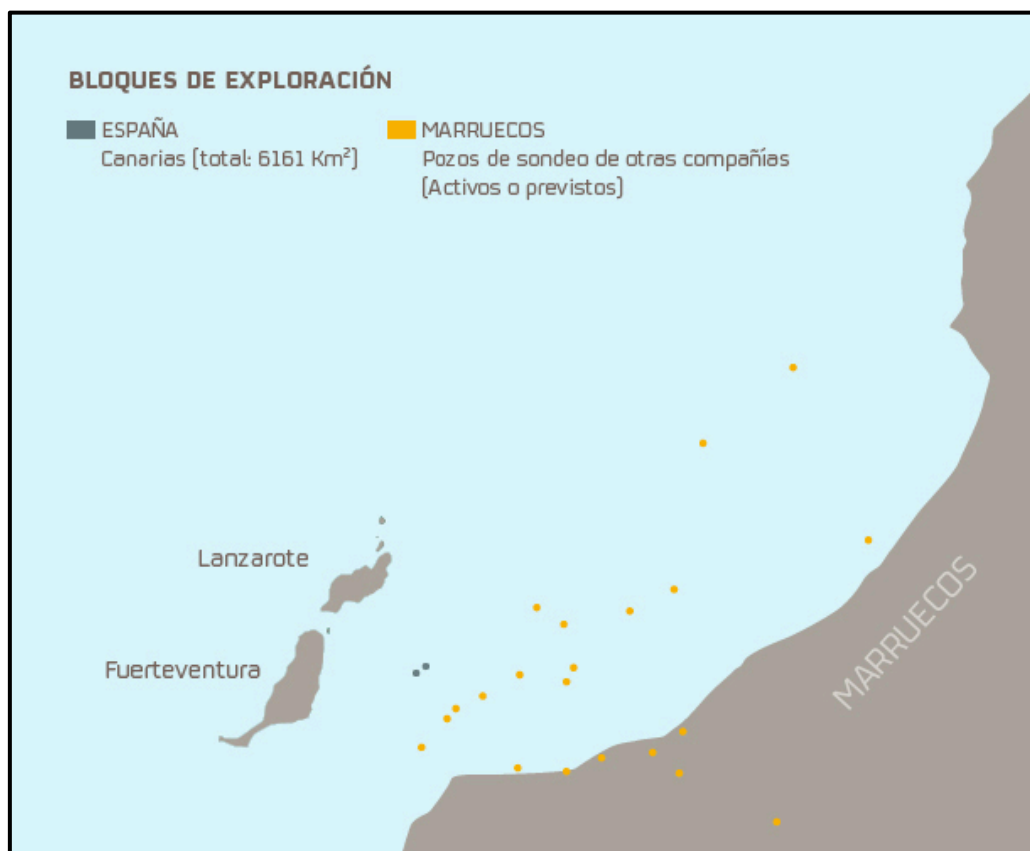 BLOQUES DE EXPLORACIÓN
ESPAÑA
Canarias (total: 6161 Km²)
MARRUECOS
Pozos de sondeo de otras compañías
(Activos o previstos)
Lanzarote
Fuerteventura
MARRUECOS